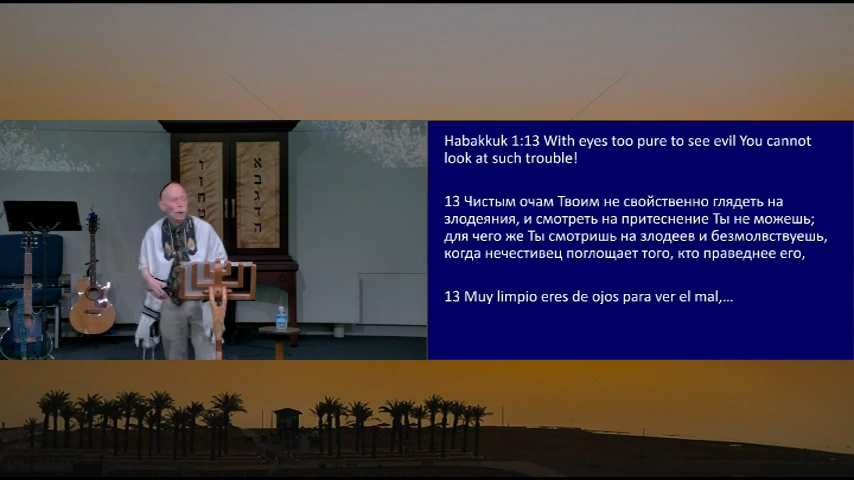 Habakkuk 1:13 With eyes too pure to see evil You cannot
look at such trouble!
13 Чистым очам Твоим не свойственно глядеть на
злодеяния, и смотреть на притеснение Ты не можешь;
для чего же Ты смотришь на злодеев и безмолвствуешь,
когда нечестивец поглощает того, кто праведнее его,
13 Muy limpio eres de ojos para ver el mal,...